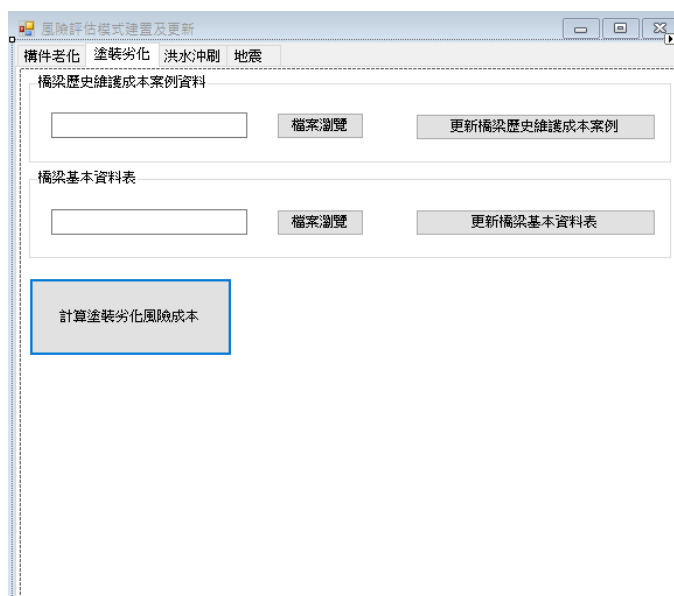 風險評估模式建置及更新
構件老化 塗裝劣化 洪水沖刷 地震
橋梁歷史維護成本案例資料
檔案瀏覽 更新橋梁歷史維護成本案例
橋梁基本資料表
檔案瀏覽 更新橋梁基本資料表
計算塗裝劣化風險成本